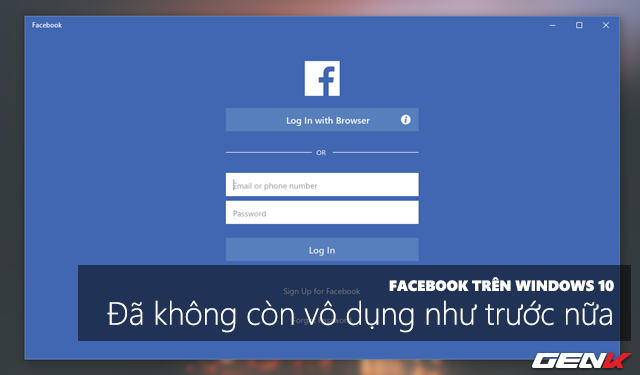 Facebook
Log In with Browser
OR
Email or phone number
Password
Log In
Sign Up for Facebook
FACEBOOK TRÊN WINDOWS 10
Đã không còn vô dụng như trước nữa
GENK